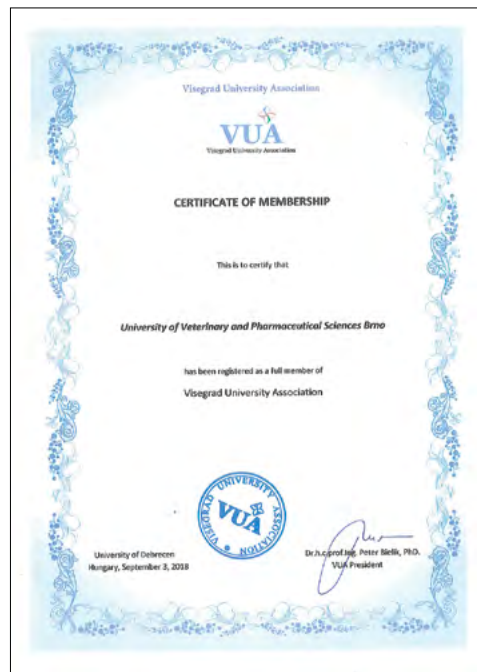 Visegrad University Association
VUA
Visegrad University Association
CERTIFICATE OF MEMBERSHIP
This is to certify that
University of Veterinary and Pharmaceutical Sciences Brno
has been registered as a full member of
Visegrad University Association
VISEGRAD UNIVERSITY ASSOCIATION
VUA
University of Debrecen
Hungary, September 3, 2018
Dr.h.c.prof.Ing. Peter Bielik, PhD.
VUA President